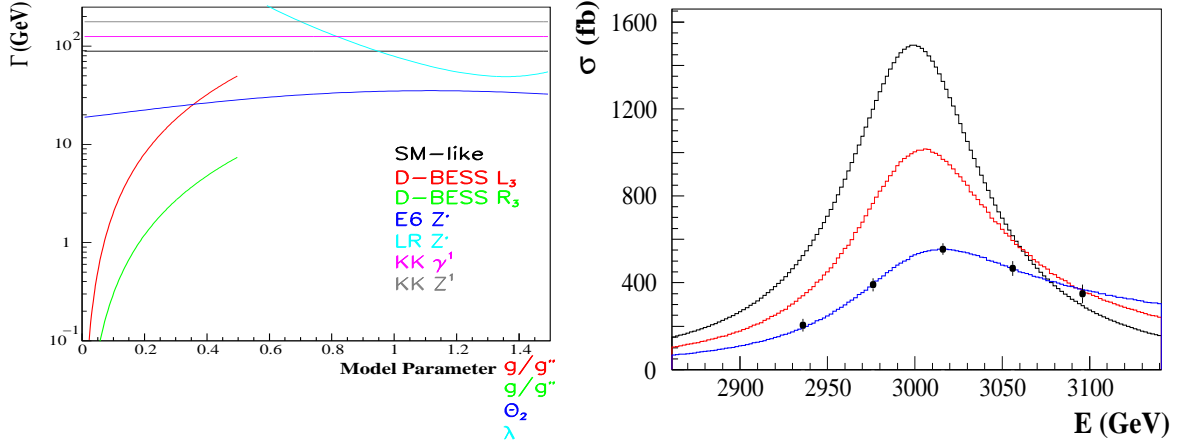 Γ (GeV)
10²
10
1
10⁻¹
0
0.2
0.4
0.6
0.8
1
1.2
1.4
Model Parameter
SM-like
D-BESS L₃
D-BESS R₃
E6 Z'
LR Z'
KK γ¹
KK Z¹
g/g''
g/g''
Θ₂
λ
σ (fb)
1600
1200
800
400
0
2900
2950
3000
3050
3100
E (GeV)